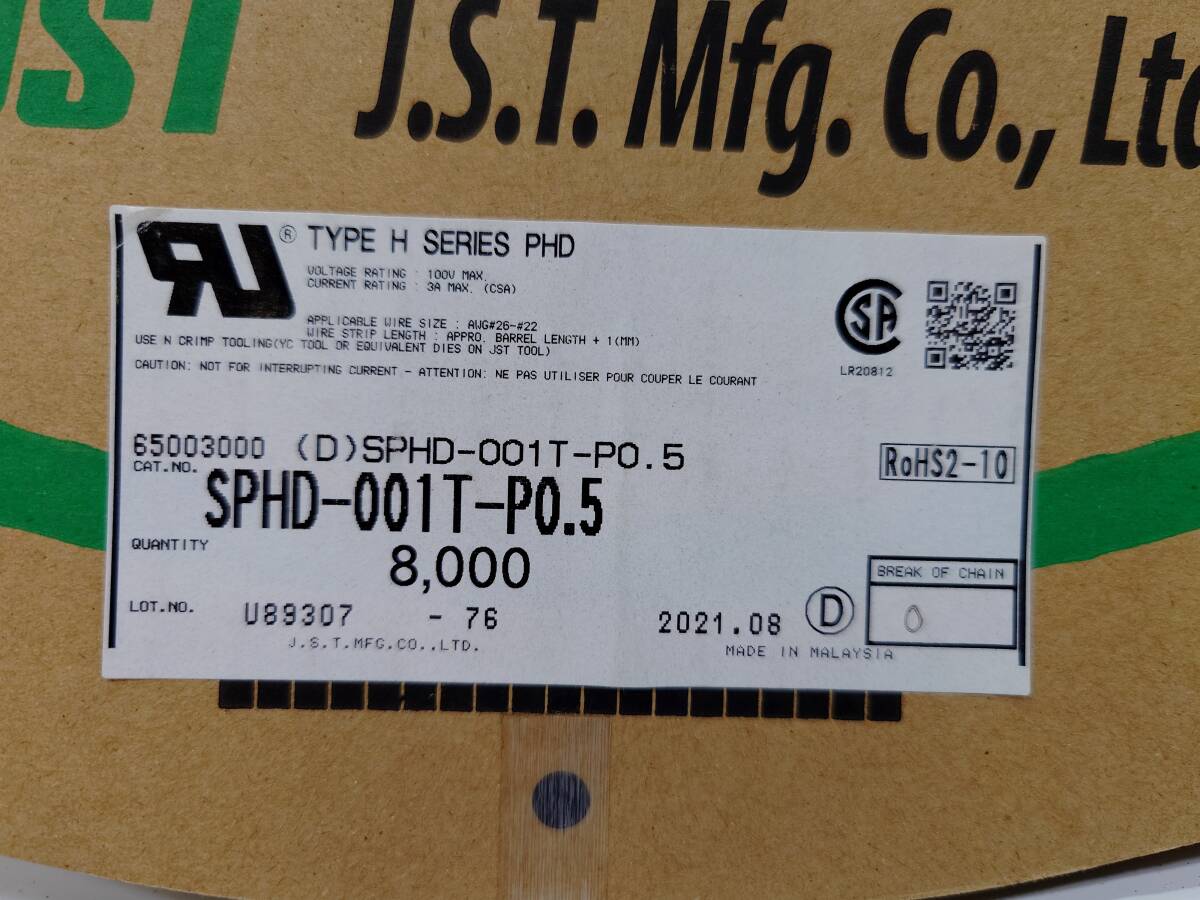 JST
J.S.T. Mfg. Co., Ltd
RU ® TYPE H SERIES PHD
VOLTAGE RATING : 100V MAX.
CURRENT RATING : 3A MAX. (CSA)
APPLICABLE WIRE SIZE : AWG#26-#22
WIRE STRIP LENGTH : APPRO. BARREL LENGTH + 1(MM)
USE N CRIMP TOOLING(YC TOOL OR EQUIVALENT DIES ON JST TOOL)
CAUTION: NOT FOR INTERRUPTING CURRENT - ATTENTION: NE PAS UTILISER POUR COUPER LE COURANT
CSA
LR20812
65003000 (D)SPHD-001T-P0.5
RoHS2-10
CAT.NO.
SPHD-001T-P0.5
QUANTITY
8,000
BREAK OF CHAIN
0
LOT.NO. U89307 - 76
2021.08 D
J.S.T.MFG.CO.,LTD.
MADE IN MALAYSIA